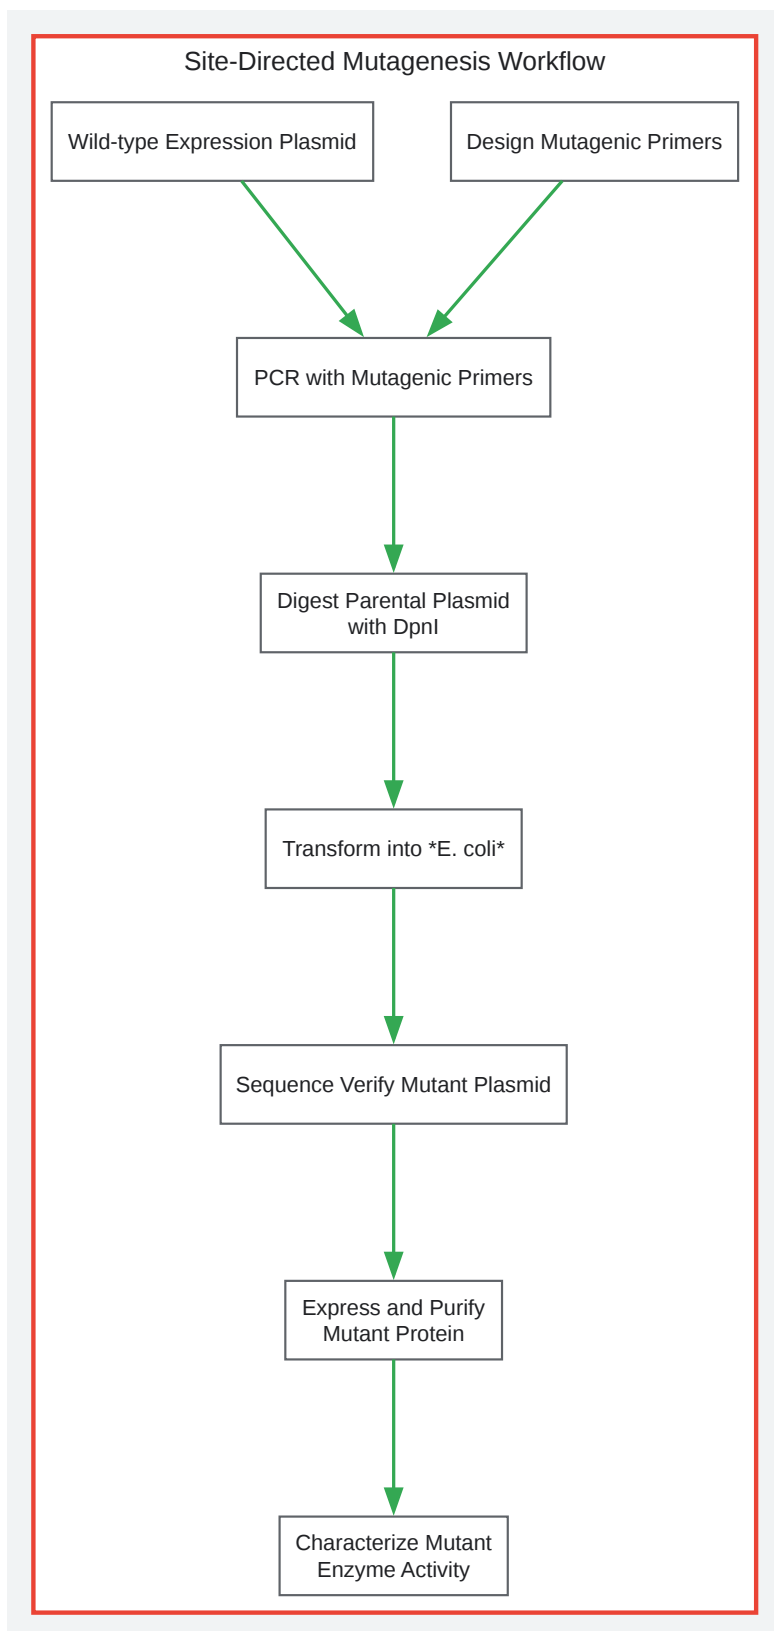 Site-Directed Mutagenesis Workflow
Wild-type Expression Plasmid
Design Mutagenic Primers
PCR with Mutagenic Primers
Digest Parental Plasmid
with DpnI
Transform into *E. coli*
Sequence Verify Mutant Plasmid
Express and Purify
Mutant Protein
Characterize Mutant
Enzyme Activity